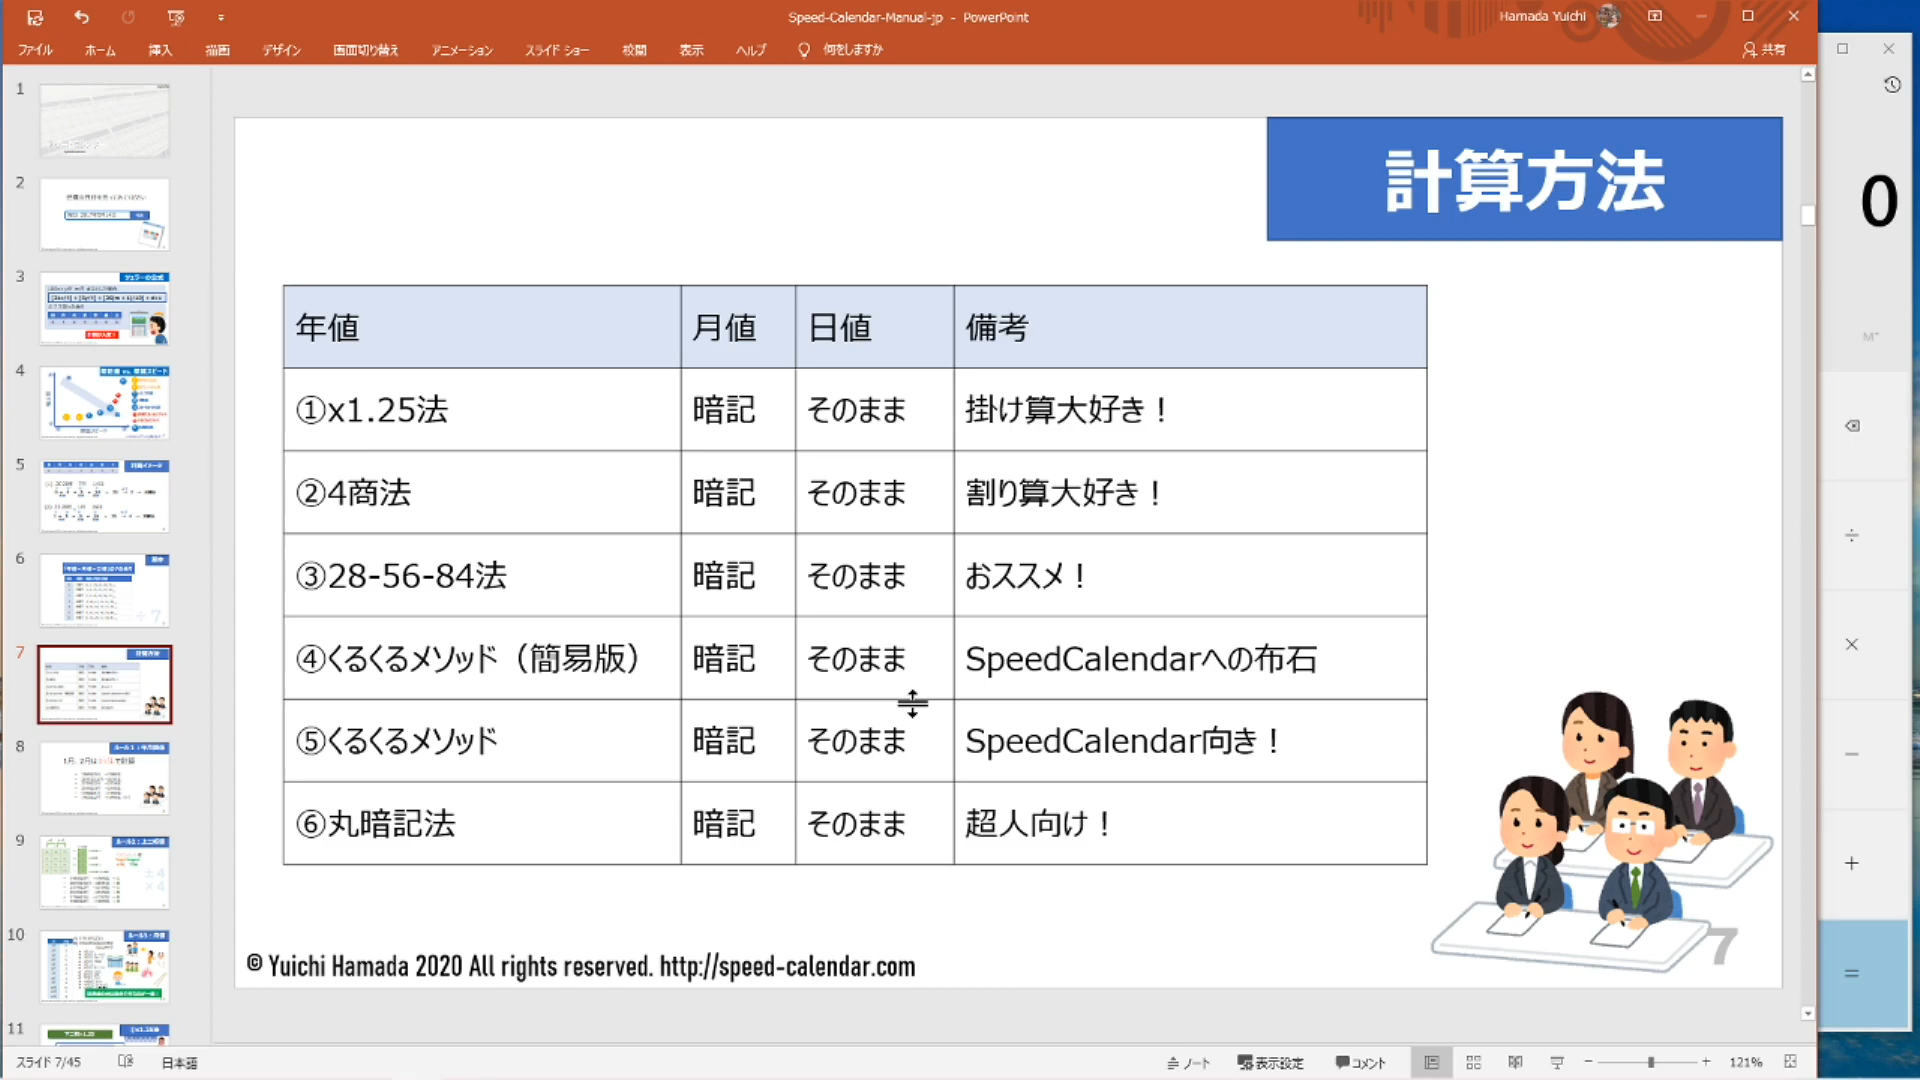 Speed-Calendar-Manual-jp - PowerPoint
Hamada Yuichi
ファイル ホーム 挿入 描画 デザイン 画面切り替え アニメーション スライド ショー 校閲 表示 ヘルプ 何をしますか
共有
1
2
3
4
5
6
7
8
9
10
11
計算方法
年値 月値 日値 備考
①x1.25法 暗記 そのまま 掛け算大好き！
②4商法 暗記 そのまま 割り算大好き！
③28-56-84法 暗記 そのまま おススメ！
④くるくるメソッド（簡易版） 暗記 そのまま SpeedCalendarへの布石
⑤くるくるメソッド 暗記 そのまま SpeedCalendar向き！
⑥丸暗記法 暗記 そのまま 超人向け！
© Yuichi Hamada 2020 All rights reserved. http://speed-calendar.com
7
0
÷
×
−
+
=
スライド 7/45 日本語
ノート 表示設定 コメント
121%